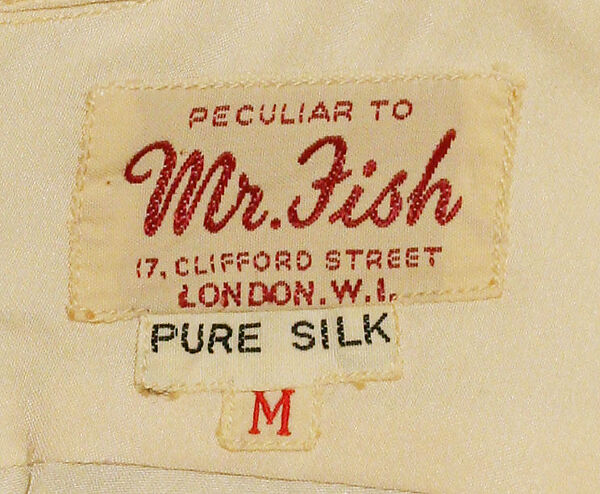 PECULIAR TO
Mr. Fish
17, CLIFFORD STREET
LONDON. W.1.
PURE SILK
M